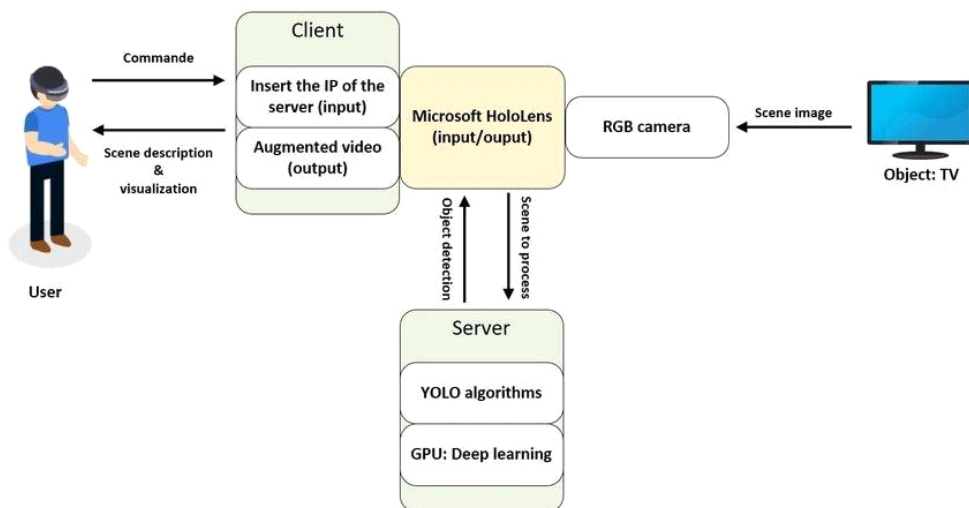 Client
Commande
Insert the IP of the
server (input)
Augmented video
(output)
Scene description
&
visualization
User
Microsoft HoloLens
(input/ouput)
RGB camera
Scene image
Object: TV
Object detection
Scene to process
Server
YOLO algorithms
GPU: Deep learning